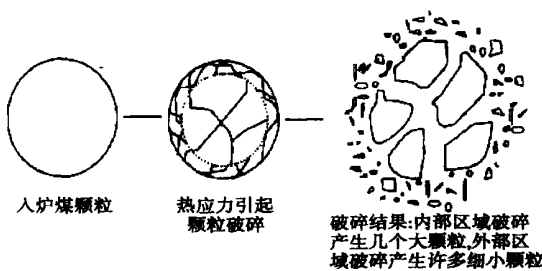 入炉煤颗粒
热应力引起
颗粒破碎
破碎结果:内部区域破碎
产生几个大颗粒,外部区
域破碎产生许多细小颗粒